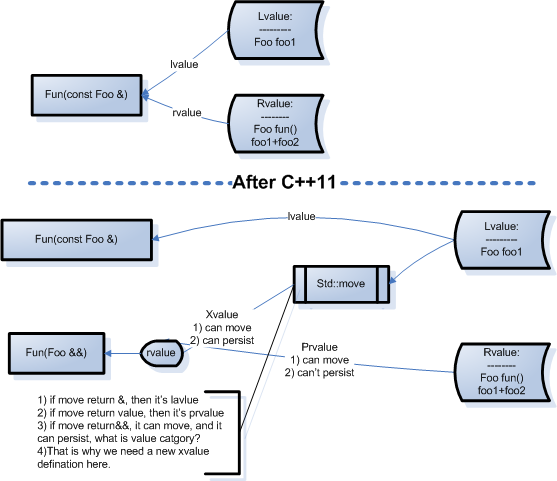 Lvalue:
---------
Foo foo1
lvalue
Fun(const Foo &)
rvalue
Rvalue:
--------
Foo fun()
foo1+foo2
After C++11
lvalue
Fun(const Foo &)
Lvalue:
---------
Foo foo1
Std::move
Xvalue
1) can move
2) can persist
Fun(Foo &&)
rvalue
Prvalue
1) can move
2) can't persist
Rvalue:
--------
Foo fun()
foo1+foo2
1) if move return &, then it's lavlue
2) if move return value, then it's prvalue
3) if move return&&, it can move, and it
can persist, what is value catgory?
4)That is why we need a new xvalue
defination here.